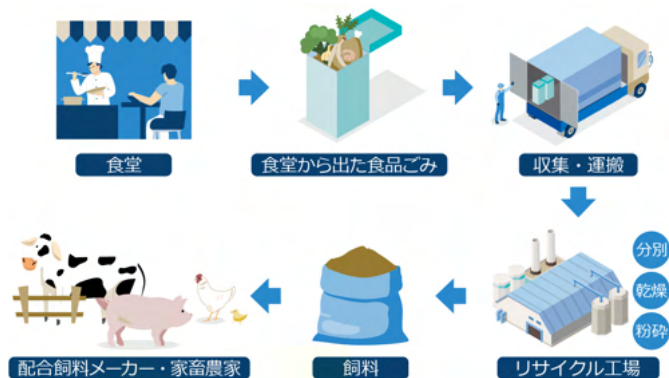 食堂
食堂から出た食品ごみ
収集・運搬
分別
乾燥
粉砕
リサイクル工場
飼料
配合飼料メーカー・家畜農家